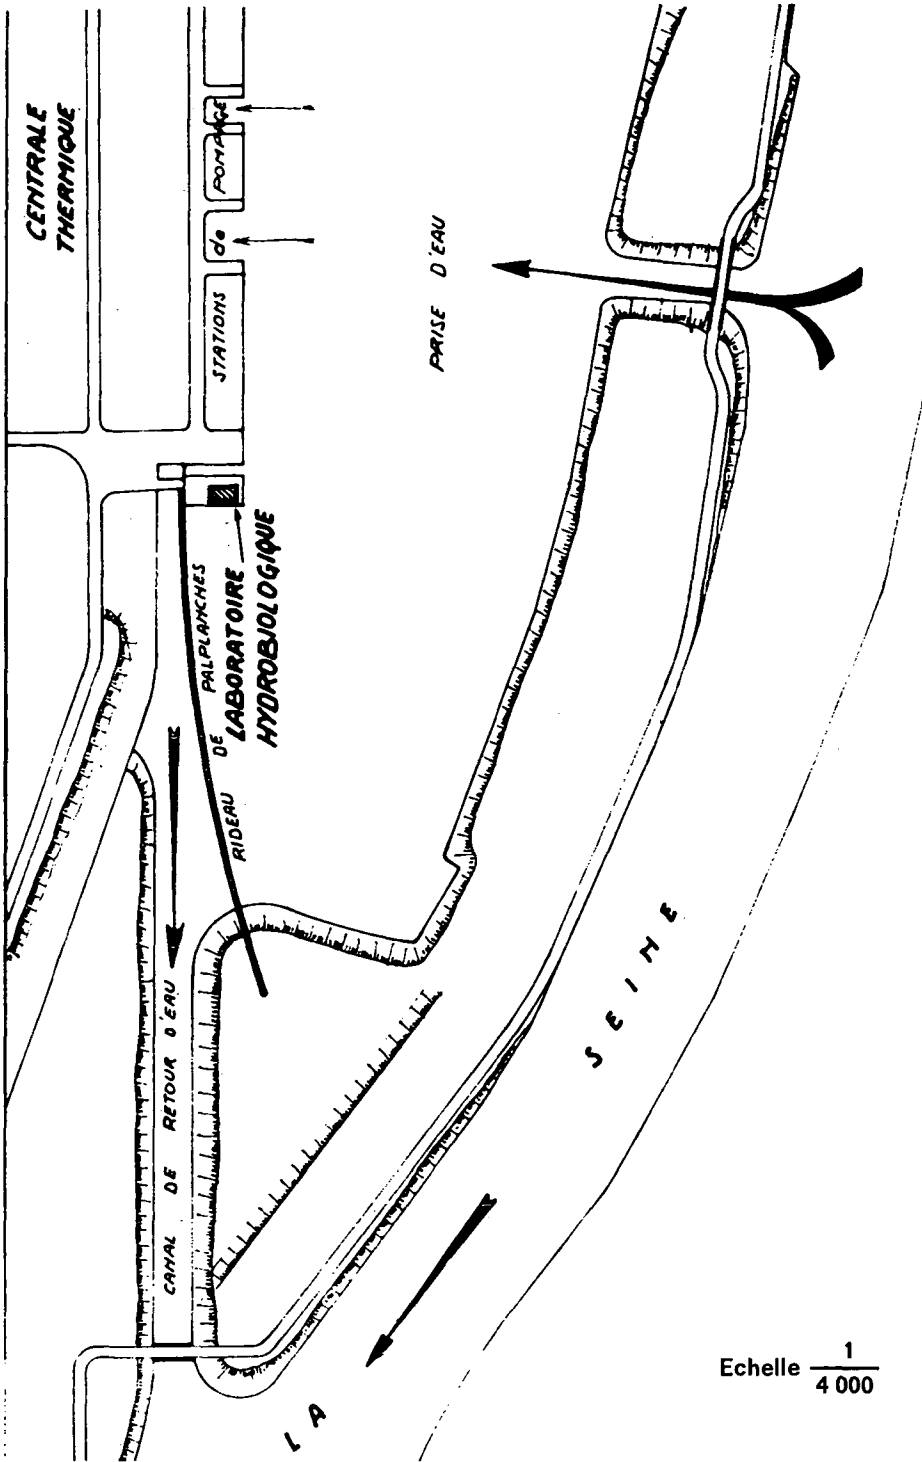 CENTRALE
THERMIQUE
STATIONS de POMPAGE
PRISE D'EAU
LABORATOIRE
HYDROBIOLOGIQUE
RIDEAU DE PALPLANCHES
CANAL DE RETOUR D'EAU
LA SEINE
Echelle 1
4 000